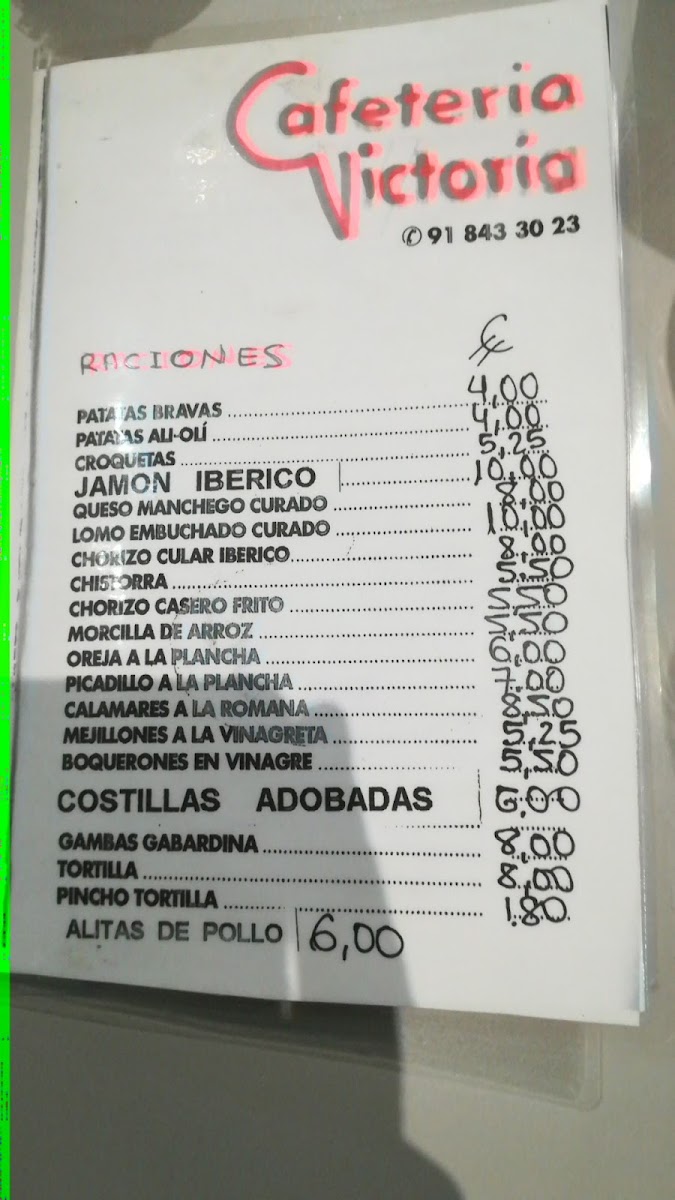 Cafeteria
Victoria
✆ 91 843 30 23
RACIONES €
PATATAS BRAVAS 4,00
PATATAS ALI-OLÍ 4,00
CROQUETAS 5,25
JAMON IBERICO 10,00
QUESO MANCHEGO CURADO 8,00
LOMO EMBUCHADO CURADO 10,00
CHORIZO CULAR IBERICO 8,00
CHISTORRA 5,50
CHORIZO CASERO FRITO 5,50
MORCILLA DE ARROZ 5,50
OREJA A LA PLANCHA 6,00
PICADILLO A LA PLANCHA 7,00
CALAMARES A LA ROMANA 8,50
MEJILLONES A LA VINAGRETA 5,25
BOQUERONES EN VINAGRE 5,50
COSTILLAS ADOBADAS 6,00
GAMBAS GABARDINA 8,00
TORTILLA 8,00
PINCHO TORTILLA 1,80
ALITAS DE POLLO 6,00